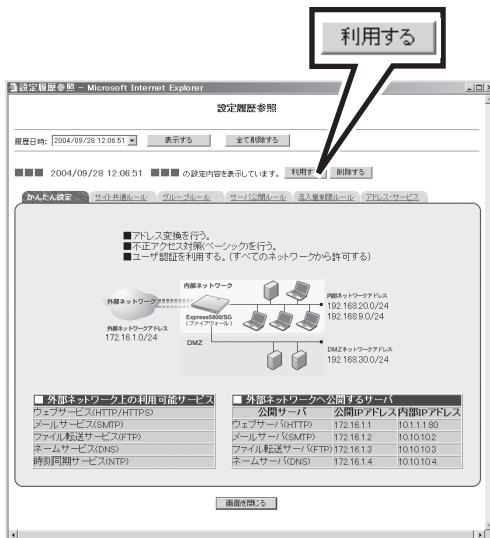 利用する
設定履歴参照 - Microsoft Internet Explorer
設定履歴参照
履歴日時: 2004/09/28 12:06:51 表示する 全て削除する
■■■ 2004/09/28 12:06:51 ■■■ の設定内容を表示しています。 利用する 削除する
かんたん設定 サイト共通ルール グループルール サーバ公開ルール 流入量制限ルール アドレス・サービス
■アドレス変換を行う。
■不正アクセス対策(ベーシック)を行う。
■ユーザ認証を利用する。(すべてのネットワークから許可する)
内部ネットワーク
外部ネットワーク
Express5800/SG
(ファイアウォール)
内部ネットワークアドレス
192.168.20.0/24
192.168.9.0/24
外部ネットワークアドレス
172.16.1.0/24
DMZ
DMZネットワークアドレス
192.168.30.0/24
■ 外部ネットワーク上の利用可能サービス
ウェブサービス(HTTP/HTTPS)
メールサービス(SMTP)
ファイル転送サービス(FTP)
ネームサービス(DNS)
時刻同期サービス(NTP)
■ 外部ネットワークへ公開するサーバ
公開サーバ 公開IPアドレス 内部IPアドレス
ウェブサーバ(HTTP) 172.16.1.1 10.1.1.80
メールサーバ(SMTP) 172.16.1.2 10.10.10.2
ファイル転送サーバ(FTP) 172.16.1.3 10.10.10.3
ネームサーバ(DNS) 172.16.1.4 10.10.10.4
画面を閉じる